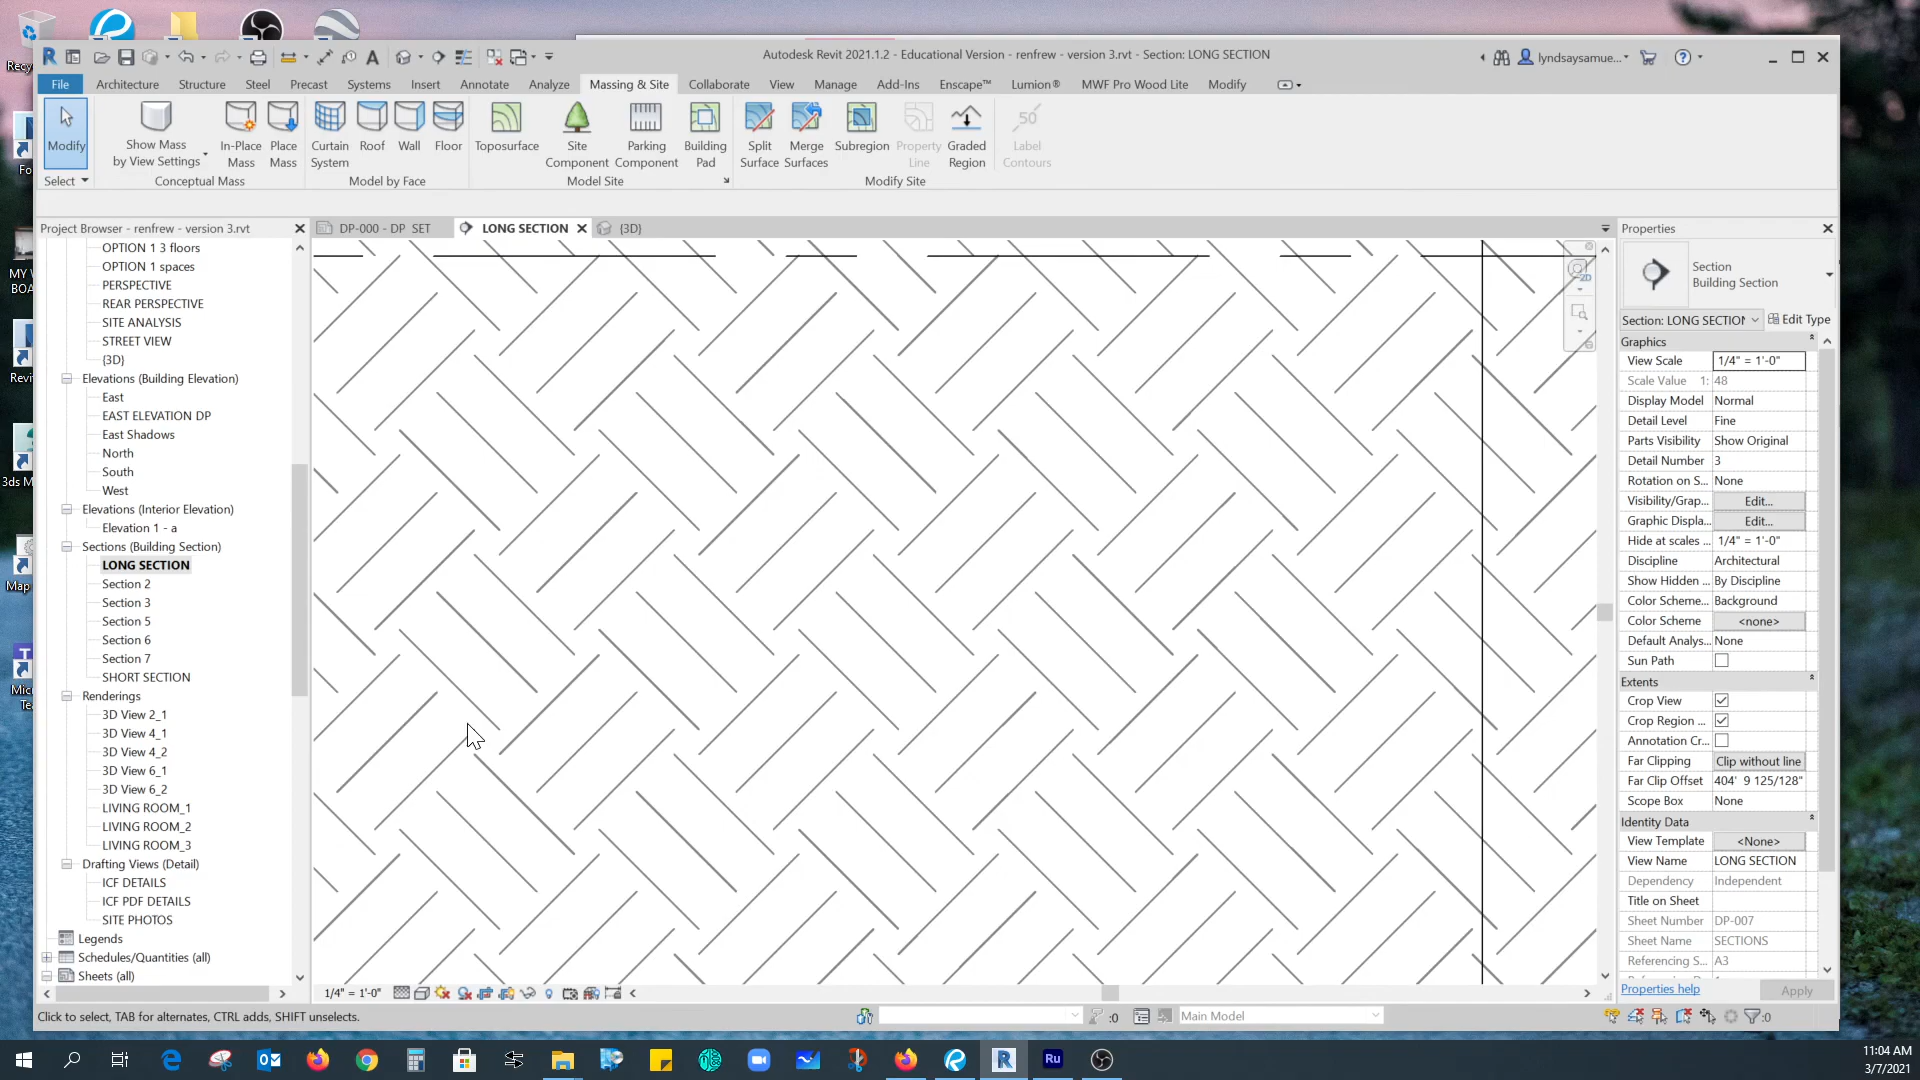 Autodesk Revit 2021.1.2 - Educational Version - renfrew - version 3.rvt - Section: LONG SECTION
lyndsaysamue...
File Architecture Structure Steel Precast Systems Insert Annotate Analyze Massing & Site Collaborate View Manage Add-Ins Enscape™ Lumion® MWF Pro Wood Lite Modify
Modify
Show Mass
by View Settings
In-Place
Mass
Place
Mass
Curtain
System
Roof
Wall
Floor
Toposurface
Site
Component
Parking
Component
Building
Pad
Split
Surface
Merge
Surfaces
Subregion
Property
Line
Graded
Region
50
Label
Contours
Select Conceptual Mass Model by Face Model Site Modify Site
Project Browser - renfrew - version 3.rvt
DP-000 - DP SET
LONG SECTION
{3D}
OPTION 1 3 floors
OPTION 1 spaces
PERSPECTIVE
REAR PERSPECTIVE
SITE ANALYSIS
STREET VIEW
{3D}
Elevations (Building Elevation)
East
EAST ELEVATION DP
East Shadows
North
South
West
Elevations (Interior Elevation)
Elevation 1 - a
Sections (Building Section)
LONG SECTION
Section 2
Section 3
Section 5
Section 6
Section 7
SHORT SECTION
Renderings
3D View 2_1
3D View 4_1
3D View 4_2
3D View 6_1
3D View 6_2
LIVING ROOM_1
LIVING ROOM_2
LIVING ROOM_3
Drafting Views (Detail)
ICF DETAILS
ICF PDF DETAILS
SITE PHOTOS
Legends
Schedules/Quantities (all)
Sheets (all)
2D
Properties
Section
Building Section
Section: LONG SECTION Edit Type
Graphics
View Scale 1/4" = 1'-0"
Scale Value 1: 48
Display Model Normal
Detail Level Fine
Parts Visibility Show Original
Detail Number 3
Rotation on S... None
Visibility/Grap... Edit...
Graphic Displa... Edit...
Hide at scales ... 1/4" = 1'-0"
Discipline Architectural
Show Hidden ... By Discipline
Color Scheme... Background
Color Scheme <none>
Default Analys... None
Sun Path
Extents
Crop View
Crop Region ...
Annotation Cr...
Far Clipping Clip without line
Far Clip Offset 404' 9 125/128"
Scope Box None
Identity Data
View Template <None>
View Name LONG SECTION
Dependency Independent
Title on Sheet
Sheet Number DP-007
Sheet Name SECTIONS
Referencing S... A3
Properties help
Apply
1/4" = 1'-0"
Click to select, TAB for alternates, CTRL adds, SHIFT unselects.
:0
Main Model
:0
Recy
Fo
MY W
BOA
Revi
3ds M
Map
Micr
Te
Ru
11:04 AM
3/7/2021